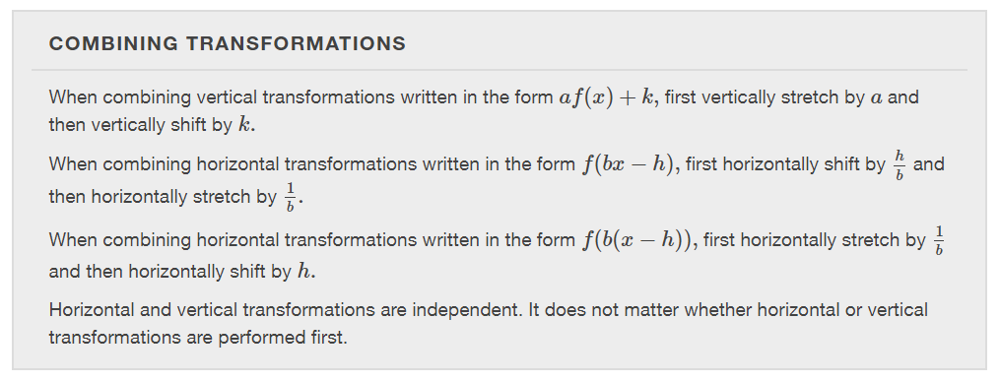 COMBINING TRANSFORMATIONS
When combining vertical transformations written in the form $af(x) + k$, first vertically stretch by $a$ and
then vertically shift by $k$.
When combining horizontal transformations written in the form $f(bx - h)$, first horizontally shift by $\frac{h}{b}$ and
then horizontally stretch by $\frac{1}{b}$.
When combining horizontal transformations written in the form $f(b(x - h))$, first horizontally stretch by $\frac{1}{b}$
and then horizontally shift by $h$.
Horizontal and vertical transformations are independent. It does not matter whether horizontal or vertical
transformations are performed first.